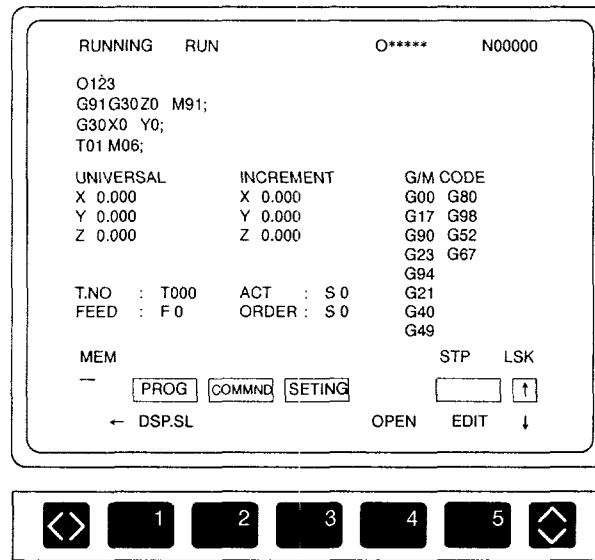 RUNNING RUN O***** N00000
O123
G91G30Z0 M91;
G30X0 Y0;
T01 M06;
UNIVERSAL INCREMENT G/M CODE
X 0.000 X 0.000 G00 G80
Y 0.000 Y 0.000 G17 G98
Z 0.000 Z 0.000 G90 G52
G23 G67
G94
T.NO : T000 ACT : S 0 G21
FEED : F 0 ORDER : S 0 G40
G49
MEM STP LSK
PROG COMMND SETING ↑
← DSP.SL OPEN EDIT ↓
1 2 3 4 5